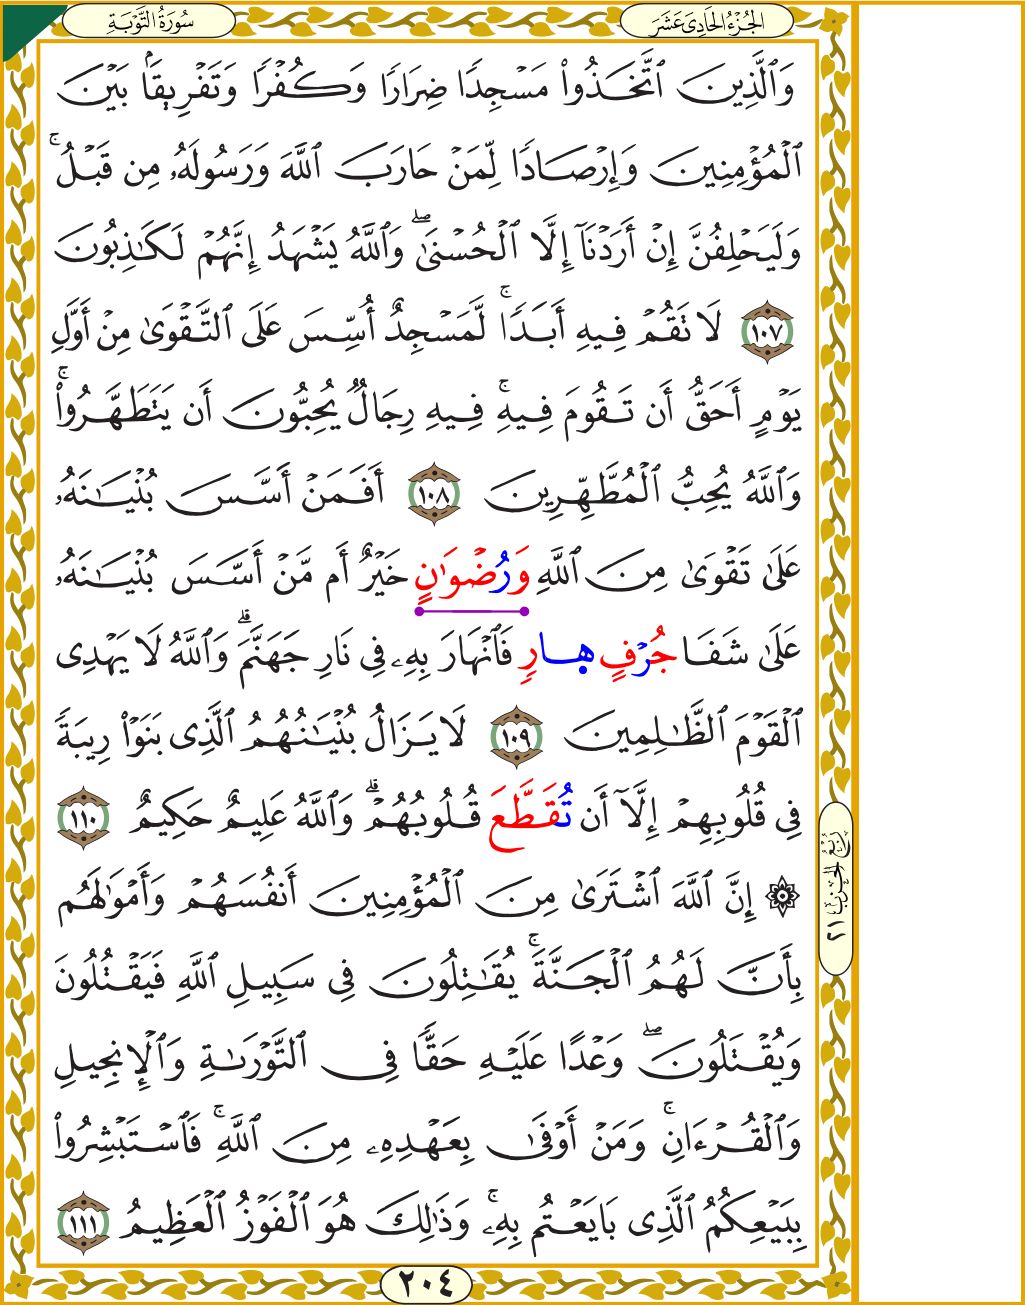 الجُزْءُ الحَادِي عَشَرَ
سُورَةُ التَّوْبَةِ
وَٱلَّذِينَ ٱتَّخَذُواْ مَسْجِدٗا ضِرَارٗا وَكُفْرٗا وَتَفْرِيقَۢا بَيْنَ
ٱلْمُؤْمِنِينَ وَإِرْصَادٗا لِّمَنْ حَارَبَ ٱللَّهَ وَرَسُولَهُۥ مِن قَبْلُۚ
وَلَيَحْلِفُنَّ إِنْ أَرَدْنَآ إِلَّا ٱلْحُسْنَىٰۖ وَٱللَّهُ يَشْهَدُ إِنَّهُمْ لَكَـٰذِبُونَ
١٠٧ لَا تَقُمْ فِيهِ أَبَدٗاۚ لَّمَسْجِدٌ أُسِّسَ عَلَى ٱلتَّقْوَىٰ مِنْ أَوَّلِ
يَوْمٍ أَحَقُّ أَن تَقُومَ فِيهِۚ فِيهِ رِجَالٞ يُحِبُّونَ أَن يَتَطَهَّرُواْۚ
وَٱللَّهُ يُحِبُّ ٱلْمُطَّهِّرِينَ ١٠٨ أَفَمَنْ أَسَّسَ بُنْيَـٰنَهُۥ
عَلَىٰ تَقْوَىٰ مِنَ ٱللَّهِ وَرُضْوَٰنٍ خَيْرٌ أَم مَّنْ أَسَّسَ بُنْيَـٰنَهُۥ
عَلَىٰ شَفَا جُرْفٍ هِارٍ فَٱنْهَارَ بِهِۦ فِي نَارِ جَهَنَّمَۗ وَٱللَّهُ لَا يَهْدِي
ٱلْقَوْمَ ٱلظَّـٰلِمِينَ ١٠٩ لَا يَزَالُ بُنْيَـٰنُهُمُ ٱلَّذِي بَنَوْاْ رِيبَةٗ
فِي قُلُوبِهِمْ إِلَّآ أَن تُقَطَّعَ قُلُوبُهُمْۗ وَٱللَّهُ عَلِيمٌ حَكِيمٌ ١١٠
۞ إِنَّ ٱللَّهَ ٱشْتَرَىٰ مِنَ ٱلْمُؤْمِنِينَ أَنفُسَهُمْ وَأَمْوَٰلَهُم
بِأَنَّ لَهُمُ ٱلْجَنَّةَۚ يُقَـٰتِلُونَ فِي سَبِيلِ ٱللَّهِ فَيَقْتُلُونَ
وَيُقْتَلُونَۖ وَعْدًا عَلَيْهِ حَقّٗا فِي ٱلتَّوْرَىٰةِ وَٱلْإِنجِيلِ
وَٱلْقُرْءَانِۚ وَمَنْ أَوْفَىٰ بِعَهْدِهِۦ مِنَ ٱللَّهِۚ فَٱسْتَبْشِرُواْ
بِبَيْعِكُمُ ٱلَّذِي بَايَعْتُم بِهِۦۚ وَذَٰلِكَ هُوَ ٱلْفَوْزُ ٱلْعَظِيمُ ١١١
رُبْعُ الحِزْبِ ٢١
٢٠٤